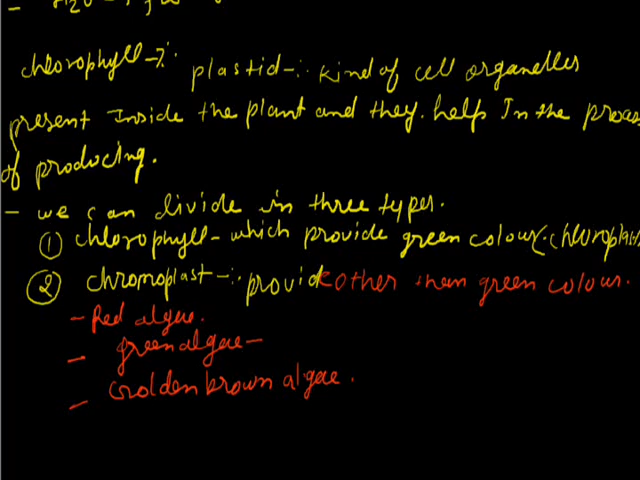 chlorophyll-: plastid-: kind of cell organelles
present Inside the plant and they. help In the process
of producing.
- we can divide in three types.
① chlorophyll - which provide green colour. chloroplast
② chromoplast -: provide other than green colour.
- Red algae.
- green algae -
- Golden brown algae.